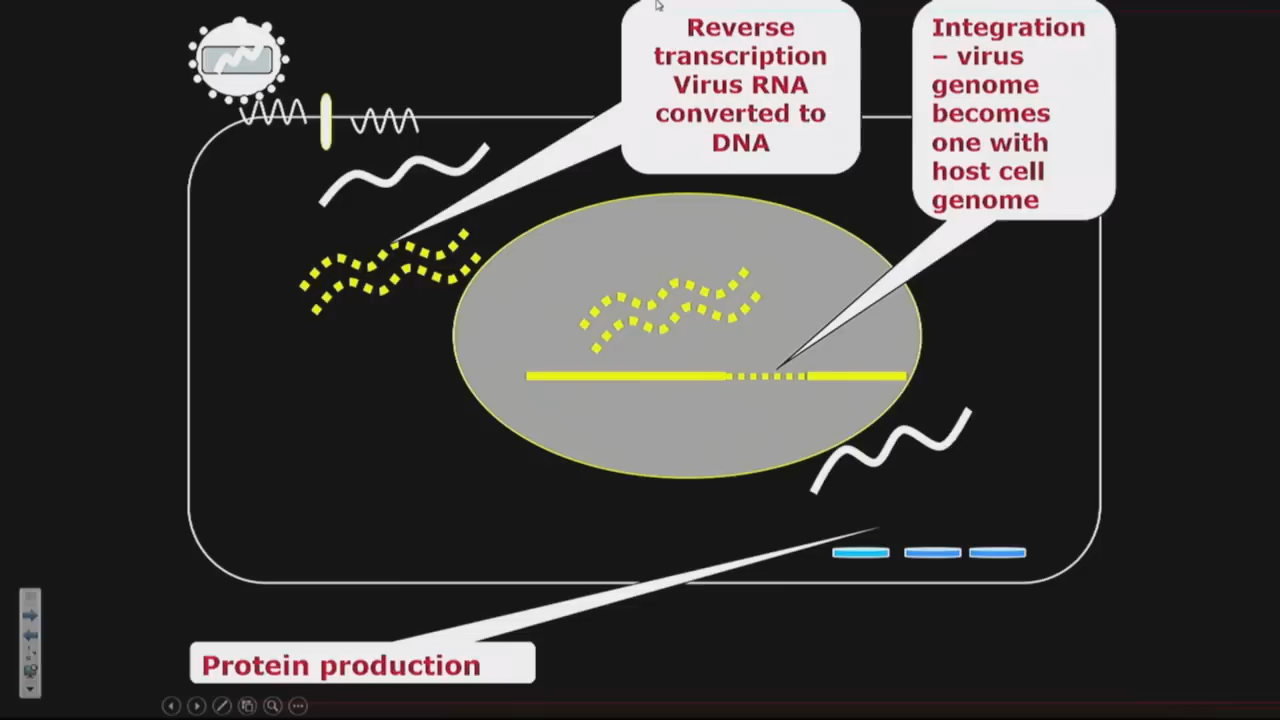 Reverse
transcription
Virus RNA
converted to
DNA
Integration
– virus
genome
becomes
one with
host cell
genome
Protein production